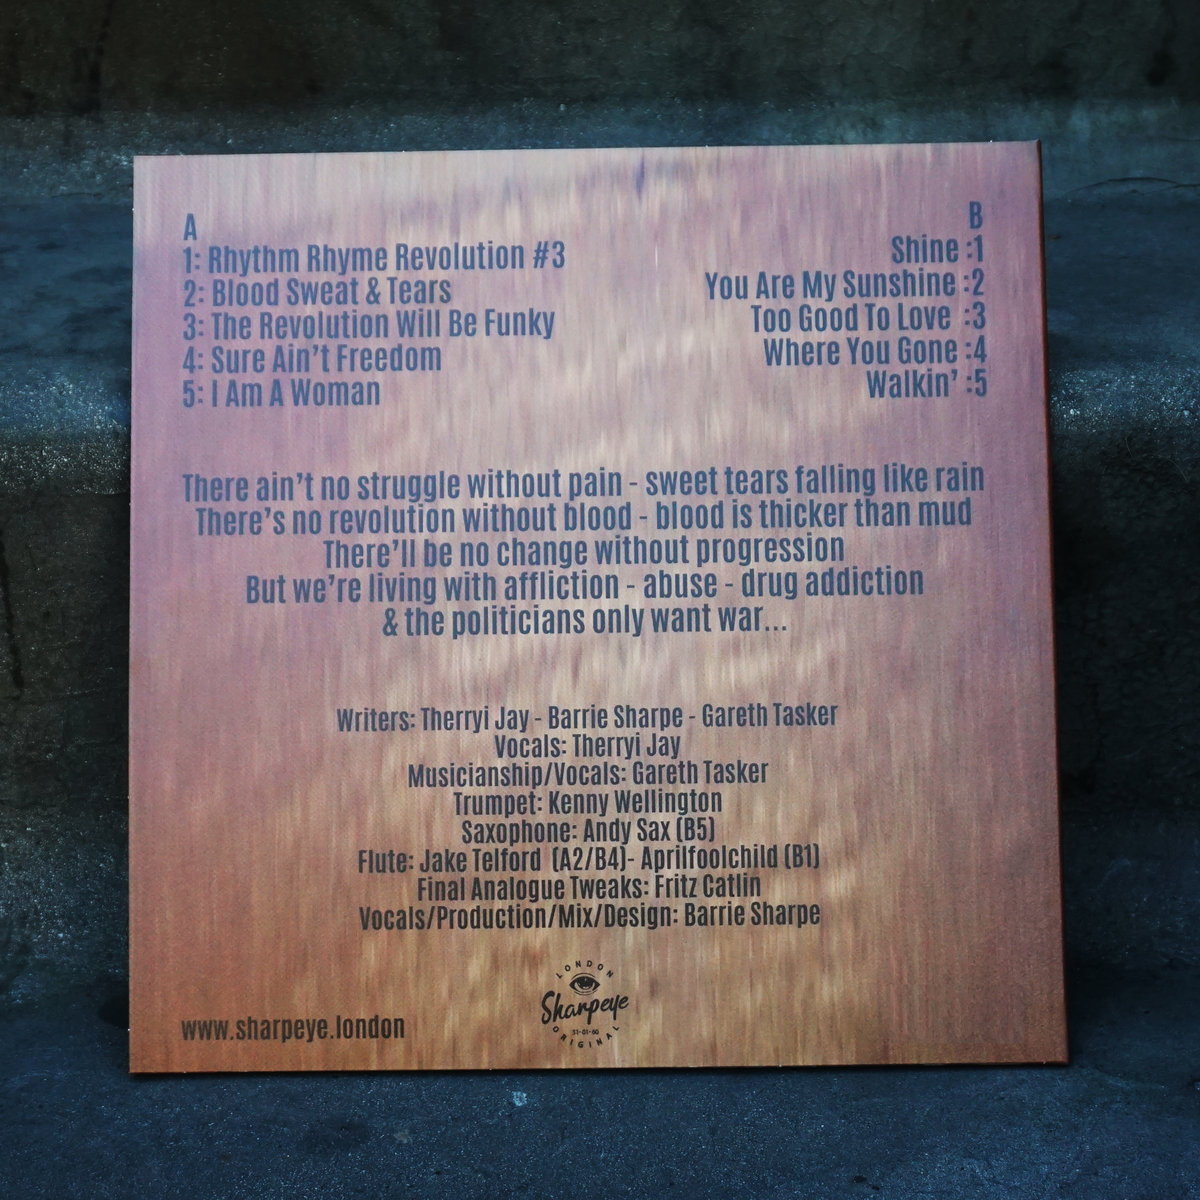 A
1: Rhythm Rhyme Revolution #3
2: Blood Sweat & Tears
3: The Revolution Will Be Funky
4: Sure Ain't Freedom
5: I Am A Woman
B
Shine :1
You Are My Sunshine :2
Too Good To Love :3
Where You Gone :4
Walkin' :5
There ain't no struggle without pain - sweet tears falling like rain
There's no revolution without blood - blood is thicker than mud
There'll be no change without progression
But we're living with affliction - abuse - drug addiction
& the politicians only want war...
Writers: Therryi Jay - Barrie Sharpe - Gareth Tasker
Vocals: Therryi Jay
Musicianship/Vocals: Gareth Tasker
Trumpet: Kenny Wellington
Saxophone: Andy Sax (B5)
Flute: Jake Telford (A2/B4)- Aprilfoolchild (B1)
Final Analogue Tweaks: Fritz Catlin
Vocals/Production/Mix/Design: Barrie Sharpe
www.sharpeye.london
LONDON
Sharpeye
31-01-60
ORIGINAL